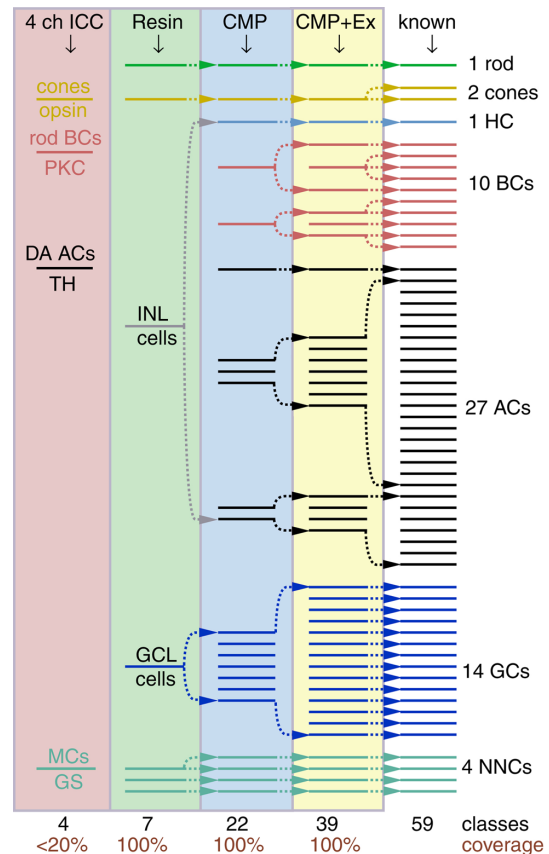 4 ch ICC Resin CMP CMP+Ex known
1 rod
cones
opsin
2 cones
1 HC
rod BCs
PKC
10 BCs
DA ACs
TH
INL
cells
27 ACs
GCL
cells
14 GCs
MCs
GS
4 NNCs
4 7 22 39 59 classes
<20% 100% 100% 100% coverage